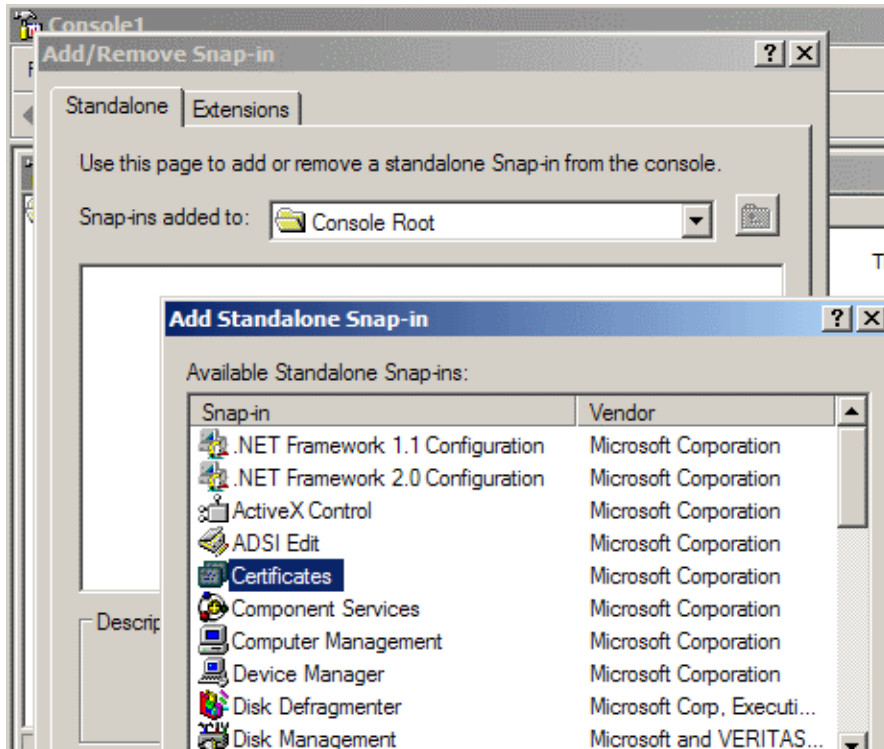 Console1
Add/Remove Snap-in
Standalone
Extensions
Use this page to add or remove a standalone Snap-in from the console.
Snap-ins added to:
Console Root
Add Standalone Snap-in
Available Standalone Snap-ins:
Snap-in Vendor
.NET Framework 1.1 Configuration Microsoft Corporation
.NET Framework 2.0 Configuration Microsoft Corporation
ActiveX Control Microsoft Corporation
ADSI Edit Microsoft Corporation
Certificates Microsoft Corporation
Component Services Microsoft Corporation
Descrip
Computer Management Microsoft Corporation
Device Manager Microsoft Corporation
Disk Defragmenter Microsoft Corp, Executi...
Disk Management Microsoft and VERITAS...